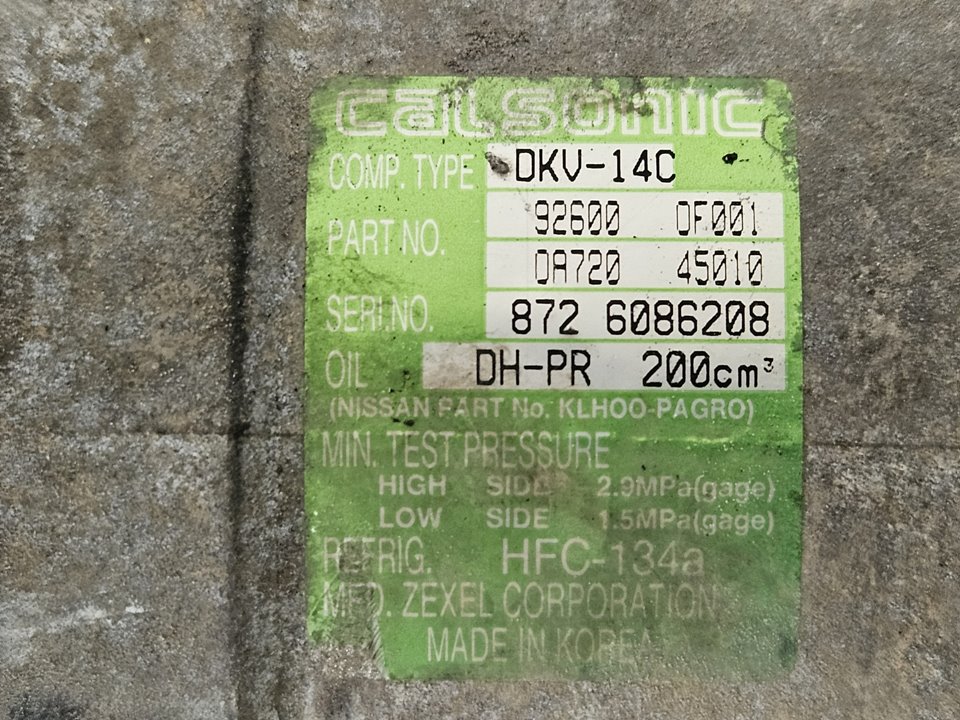 calsonic
COMP. TYPE DKV-14C
PART NO. 92600 0F001
0A720 45010
SERI.NO. 872 6086208
OIL DH-PR 200cm³
(NISSAN PART No. KLH00-PAGR0)
MIN. TEST PRESSURE
HIGH SIDE 2.9MPa(gage)
LOW SIDE 1.5MPa(gage)
REFRIG. HFC-134a
MFD. ZEXEL CORPORATION
MADE IN KOREA